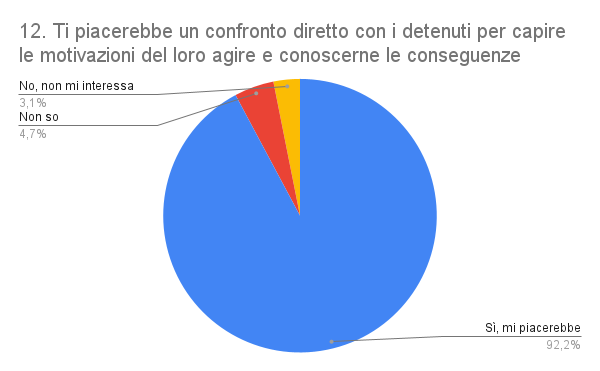 12. Ti piacerebbe un confronto diretto con i detenuti per capire
le motivazioni del loro agire e conoscerne le conseguenze
No, non mi interessa
3,1%
Non so
4,7%
Sì, mi piacerebbe
92,2%